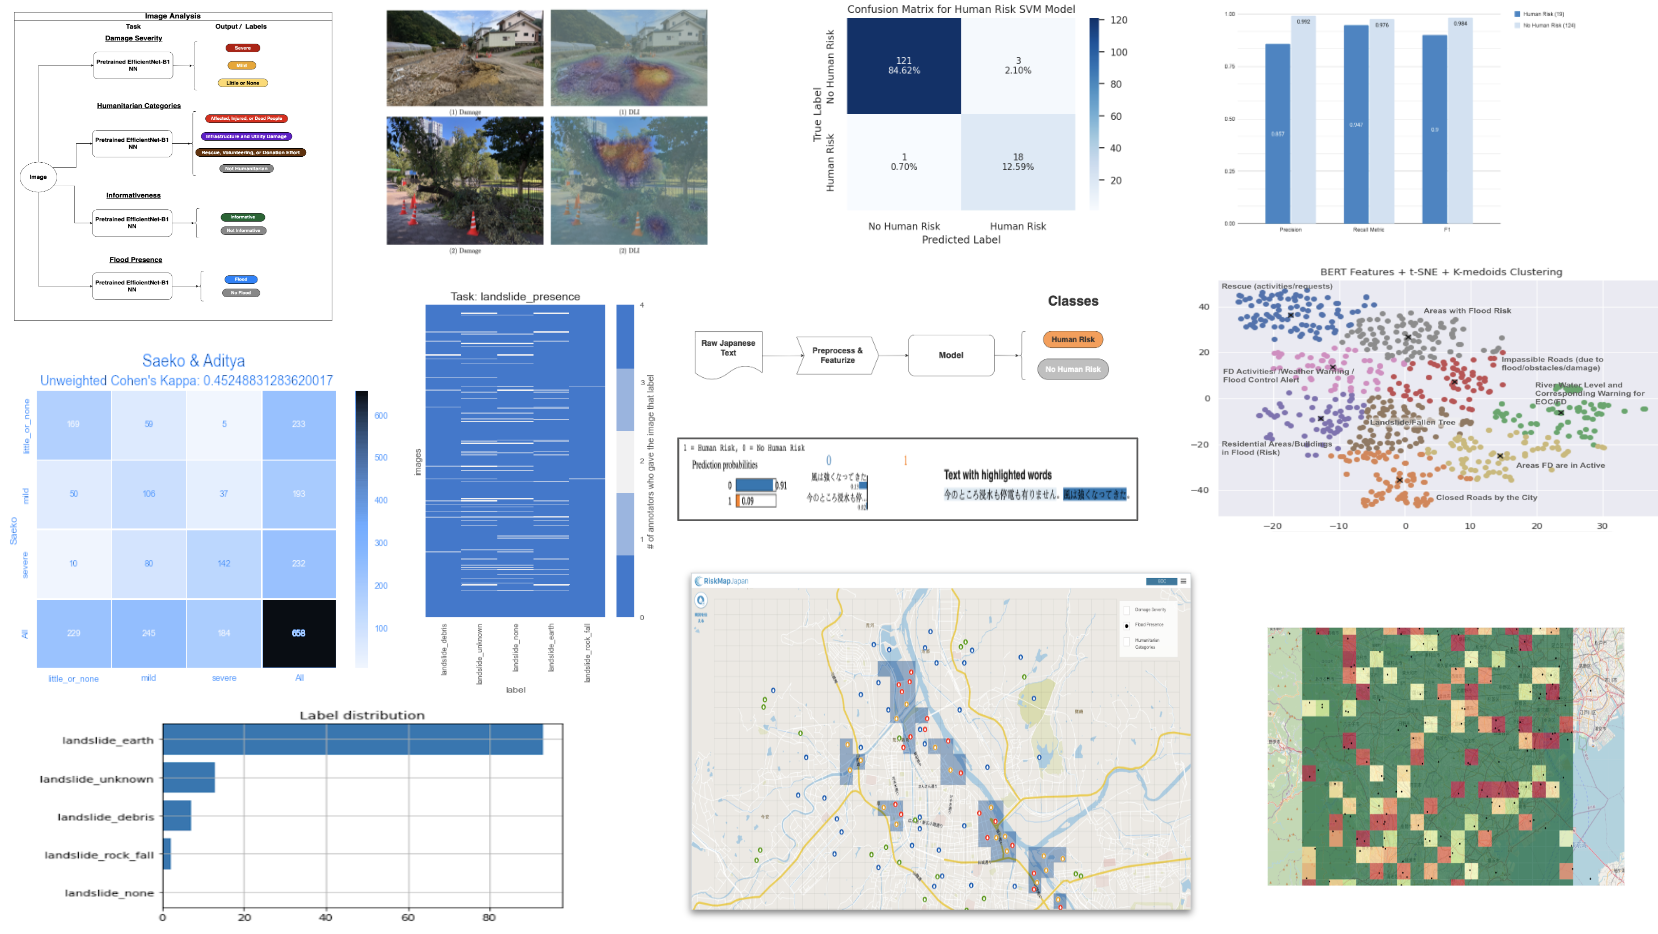 Image Analysis
Task
Output / Labels
Damage Severity
Pretrained EfficientNet-B1
NN
Severe
Mild
Little or None
Humanitarian Categories
Pretrained EfficientNet-B1
NN
Affected, Injured, or Dead People
Infrastructure and Utility Damage
Rescue, Volunteering, or Donation Effort
Not Humanitarian
Image
Informativeness
Pretrained EfficientNet-B1
NN
Informative
Not Informative
Flood Presence
Pretrained EfficientNet-B1
NN
Flood
No Flood
(1) Damage
(1) DLI
(2) Damage
(2) DLI
Confusion Matrix for Human Risk SVM Model
True Label
No Human Risk
Human Risk
121
84.62%
3
2.10%
1
0.70%
18
12.59%
No Human Risk
Human Risk
Predicted Label
120
100
80
60
40
20
1.00
0.75
0.50
0.25
0.00
0.857
0.992
0.947
0.976
0.9
0.984
Precision
Recall Metric
F1
Human Risk (19)
No Human Risk (124)
Saeko & Aditya
Unweighted Cohen's Kappa: 0.45248831283620017
Saeko
little_or_none
mild
severe
All
169 59 5 233
50 106 37 193
10 80 142 232
229 245 184 658
little_or_none mild severe All
600
500
400
300
200
100
Task: landslide_presence
images
landslide_debris
landslide_unknown
landslide_none
landslide_earth
landslide_rock_fall
label
4
3
2
1
0
# of annotators who gave the image that label
Classes
Raw Japanese
Text
Preprocess &
Featurize
Model
Human Risk
No Human Risk
1 = Human Risk, 0 = No Human Risk
Prediction probabilities
0 0.91
1 0.09
0
1
風は強くなってきた
今のところ浸水も停..
Text with highlighted words
今のところ浸水も停電も有りません。風は強くなってきた。
BERT Features + t-SNE + K-medoids Clustering
Rescue (activities/requests)
Areas with Flood Risk
Impassible Roads (due to
flood/obstacles/damage)
FD Activities/ /Weather Warning /
Flood Control Alert
River Water Level and
Corresponding Warning for
EOC/FD
Landslide/Fallen Tree
Residential Areas/Buildings
in Flood (Risk)
Areas FD are in Active
Closed Roads by the City
40
20
0
−20
−40
−20 −10 0 10 20 30
Label distribution
landslide_earth
landslide_unknown
landslide_debris
landslide_rock_fall
landslide_none
0 20 40 60 80
RiskMapJapan
EOC
Damage Severity
Flood Presence
Humanitarian
Categories